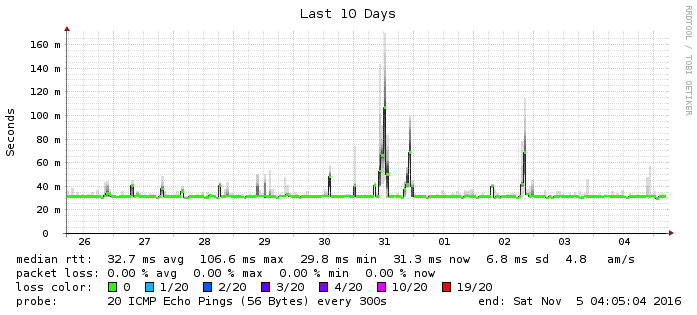 Last 10 Days
RRDTOOL / TOBI OETIKER
Seconds
160 m
140 m
120 m
100 m
80 m
60 m
40 m
20 m
0
26 27 28 29 30 31 01 02 03 04
median rtt: 32.7 ms avg 106.6 ms max 29.8 ms min 31.3 ms now 6.8 ms sd 4.8 am/s
packet loss: 0.00 % avg 0.00 % max 0.00 % min 0.00 % now
loss color: 0 1/20 2/20 3/20 4/20 10/20 19/20
probe: 20 ICMP Echo Pings (56 Bytes) every 300s end: Sat Nov 5 04:05:04 2016